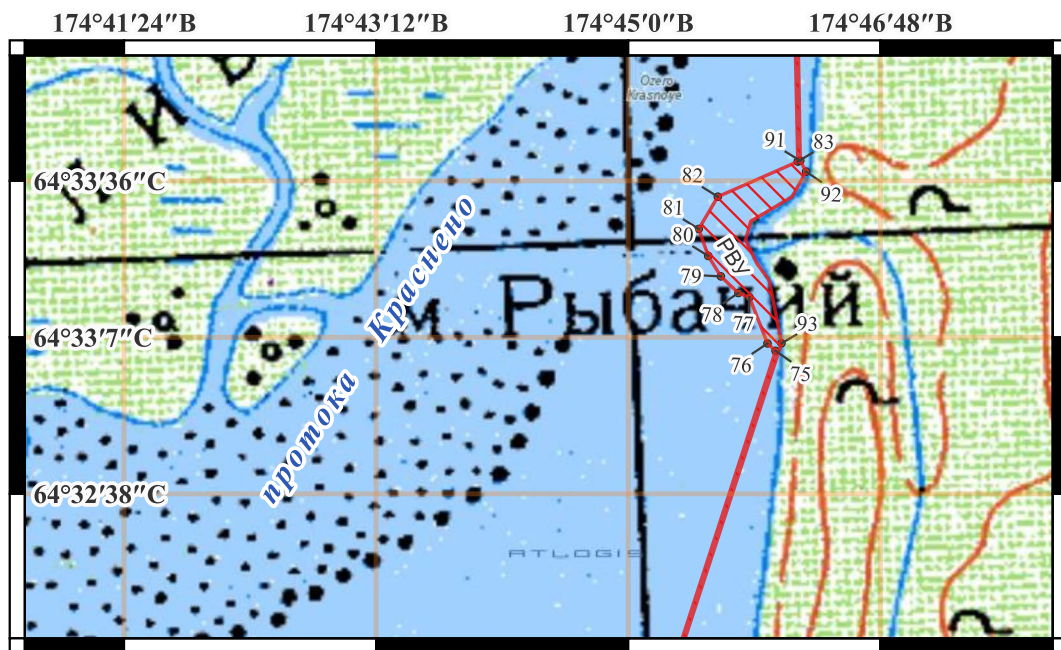 174°41'24"В 174°43'12"В 174°45'0"В 174°46'48"В
Ozero
Krasnoye
91 83
64°33'36"С
82 92
81
80
РВУ
79
Краснено
м. Рыбачий
78 77 93
64°33'7"С
76 75
протока
64°32'38"С
ATLOGIS